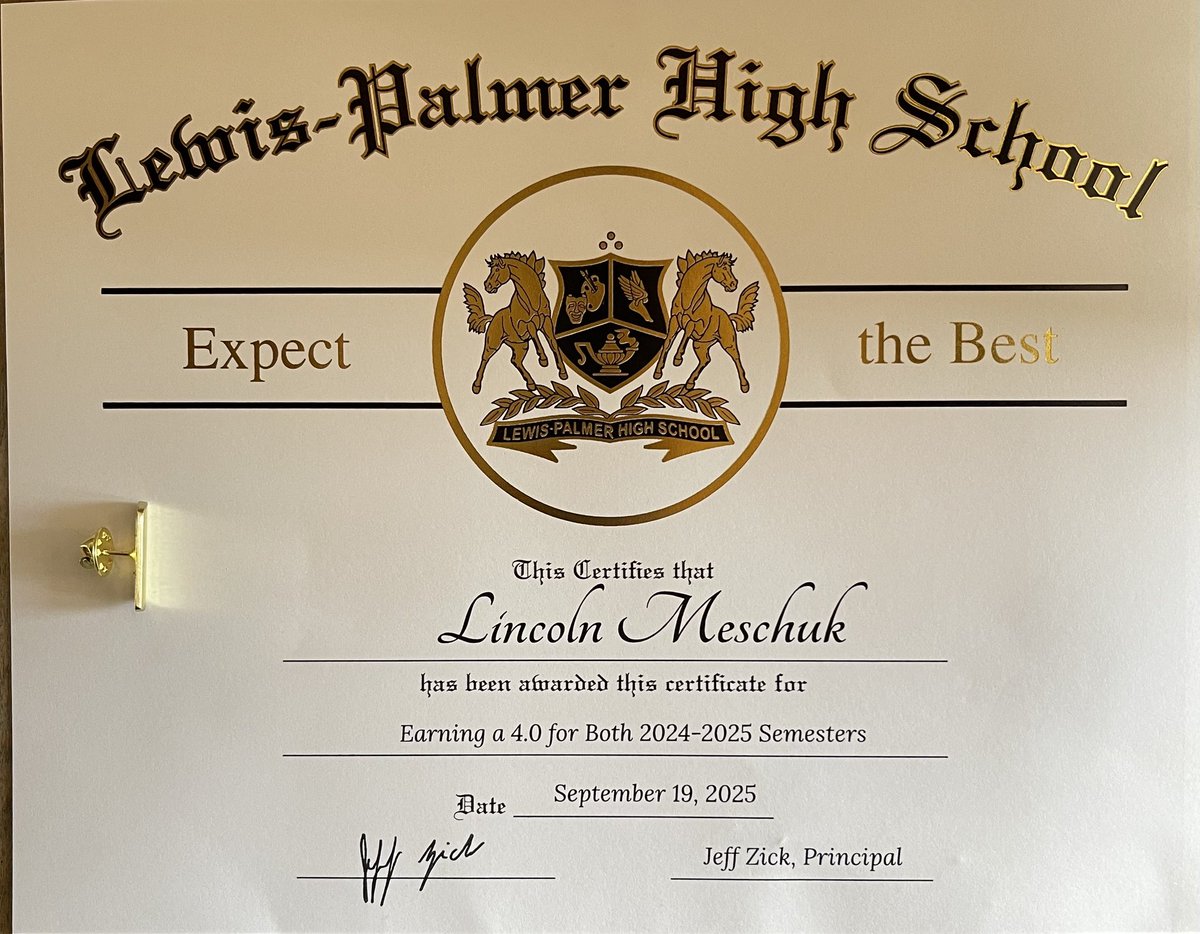 Lewis-Palmer High School
Expect the Best
LEWIS-PALMER HIGH SCHOOL
This Certifies that
Lincoln Meschuk
has been awarded this certificate for
Earning a 4.0 for Both 2024-2025 Semesters
Date September 19, 2025
Jeff Zick Jeff Zick, Principal